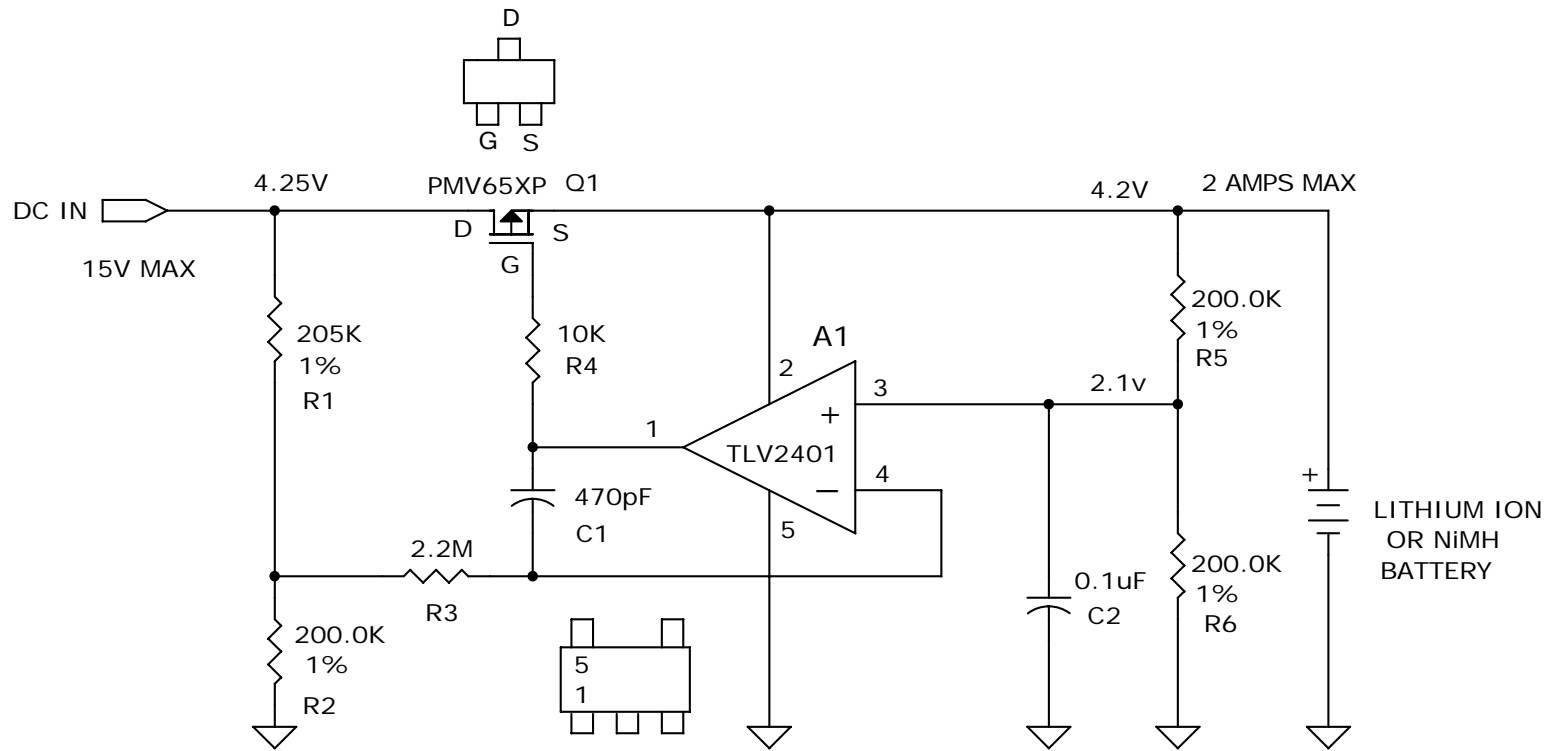 D
G S
4.25V
PMV65XP Q1
4.2V
2 AMPS MAX
DC IN
D
S
G
15V MAX
205K
1%
R1
10K
R4
A1
2
3
+
1
TLV2401
4
−
5
2.1v
200.0K
1%
R5
470pF
C1
2.2M
R3
+
LITHIUM ION
OR NiMH
BATTERY
0.1uF
C2
200.0K
1%
R6
200.0K
1%
R2
5
1